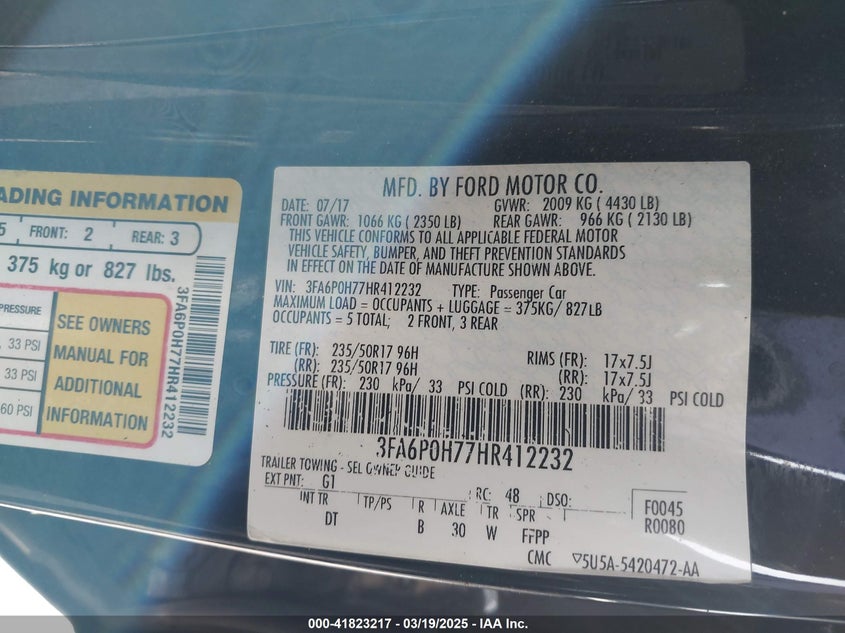 ADING INFORMATION
5 FRONT: 2 REAR: 3
375 kg or 827 lbs.
PRESSURE
33 PSI
33 PSI
60 PSI
SEE OWNERS
MANUAL FOR
ADDITIONAL
INFORMATION
3FA6P0H77HR412232
MFD. BY FORD MOTOR CO.
DATE: 07/17 GVWR: 2009 KG ( 4430 LB)
FRONT GAWR: 1066 KG ( 2350 LB) REAR GAWR: 966 KG ( 2130 LB)
THIS VEHICLE CONFORMS TO ALL APPLICABLE FEDERAL MOTOR
VEHICLE SAFETY, BUMPER, AND THEFT PREVENTION STANDARDS
IN EFFECT ON THE DATE OF MANUFACTURE SHOWN ABOVE.
VIN: 3FA6P0H77HR412232 TYPE: Passenger Car
MAXIMUM LOAD = OCCUPANTS + LUGGAGE = 375KG/ 827LB
OCCUPANTS = 5 TOTAL; 2 FRONT, 3 REAR
TIRE (FR): 235/50R17 96H RIMS (FR): 17x7.5J
(RR): 235/50R17 96H (RR): 17x7.5J
PRESSURE (FR): 230 kPa/ 33 PSI COLD (RR): 230 kPa/ 33 PSI COLD
3FA6P0H77HR412232
TRAILER TOWING - SEE OWNER GUIDE
EXT PNT: G1 RC: 48 DSO: F0045
INT TR TP/PS R AXLE TR SPR R0080
DT B 30 W FFPP
CMC ▽5U5A-5420472-AA
000-41823217 - 03/19/2025 - IAA Inc.